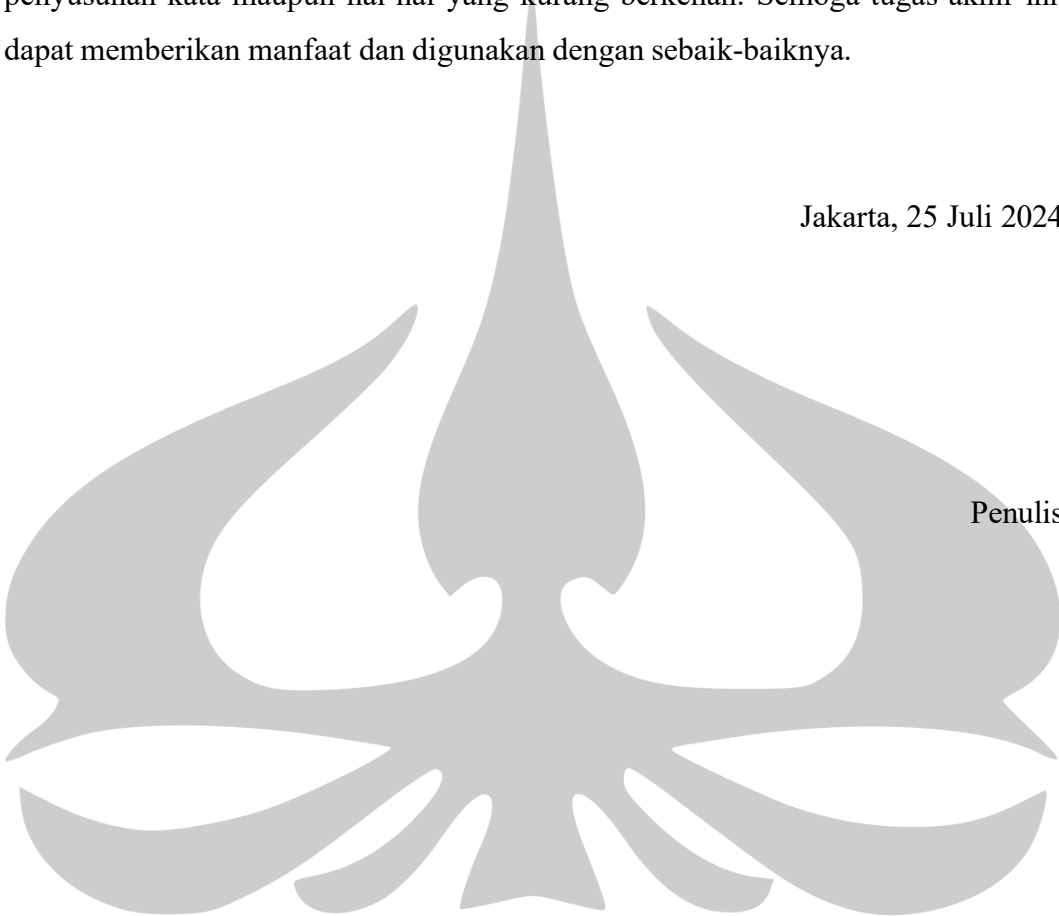 penyusunan kata maupun hal-hal yang kurang berkenan. Semoga tugas akhir ini
dapat memberikan manfaat dan digunakan dengan sebaik-baiknya.
Jakarta, 25 Juli 2024
Penulis